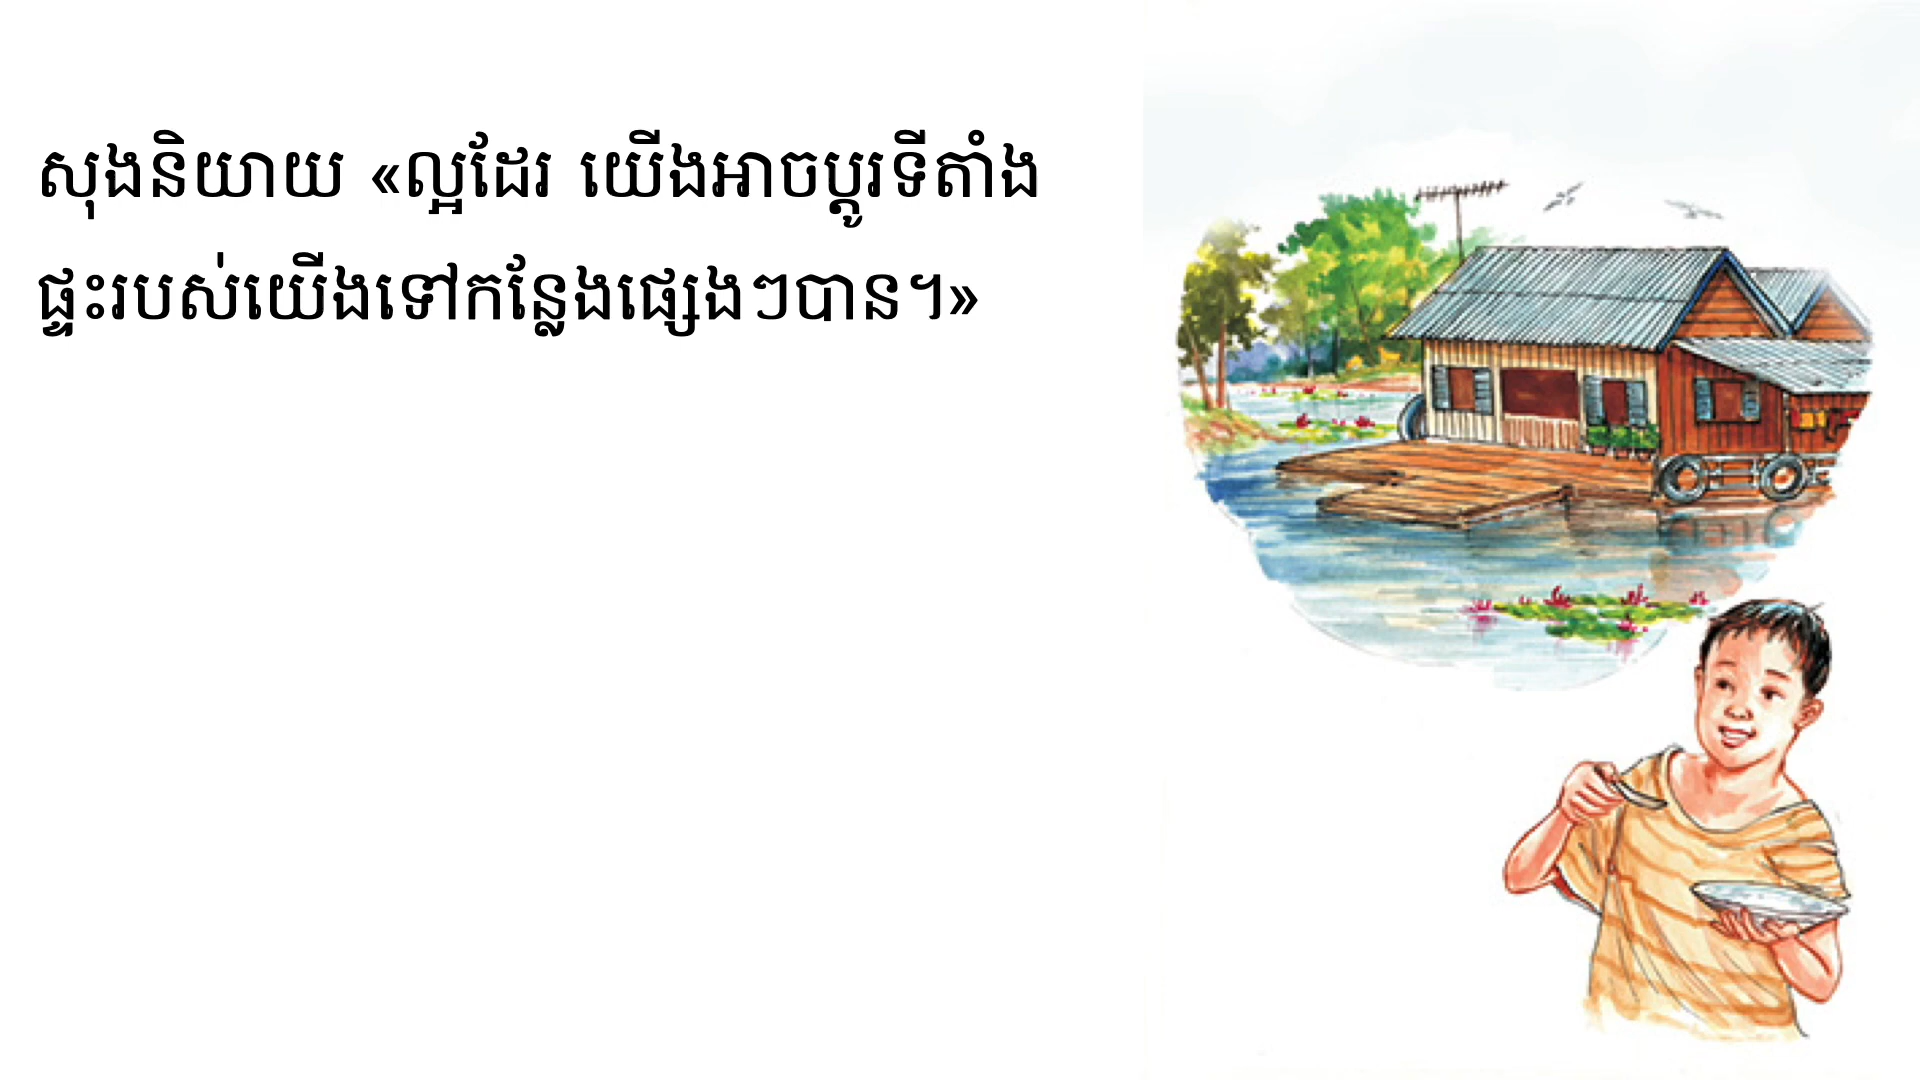 សុងនិយាយ «ល្អដែរ យើងអាចប្តូរទីតាំង
ផ្ទះរបស់យើងទៅកន្លែងផ្សេងៗបាន។»